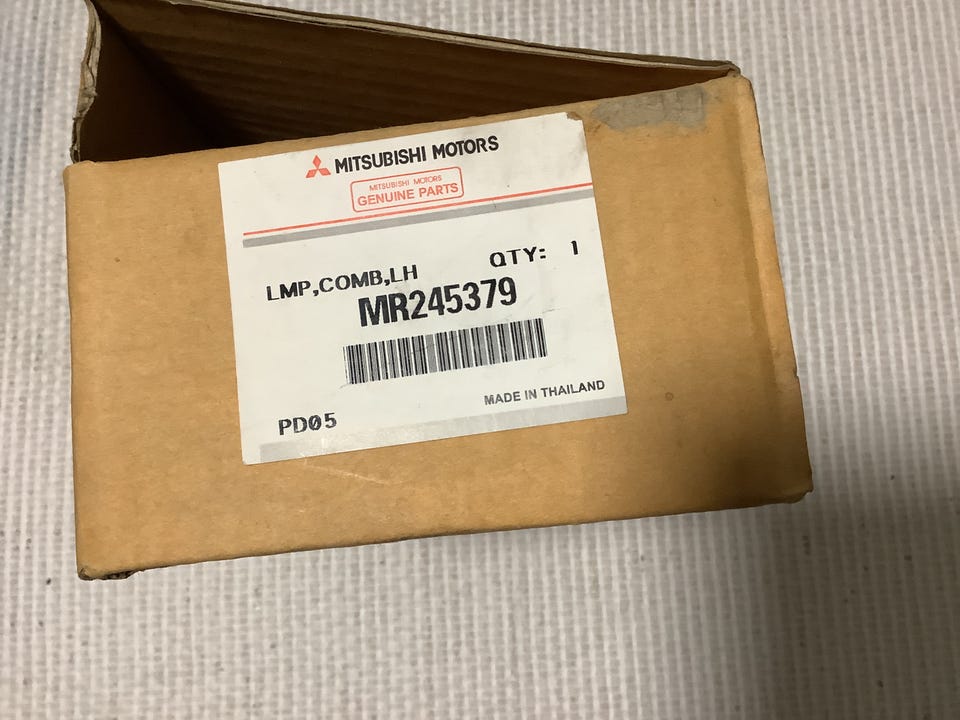 MITSUBISHI MOTORS
MITSUBISHI MOTORS
GENUINE PARTS
LMP,COMB,LH QTY: 1
MR245379
MADE IN THAILAND
PD05